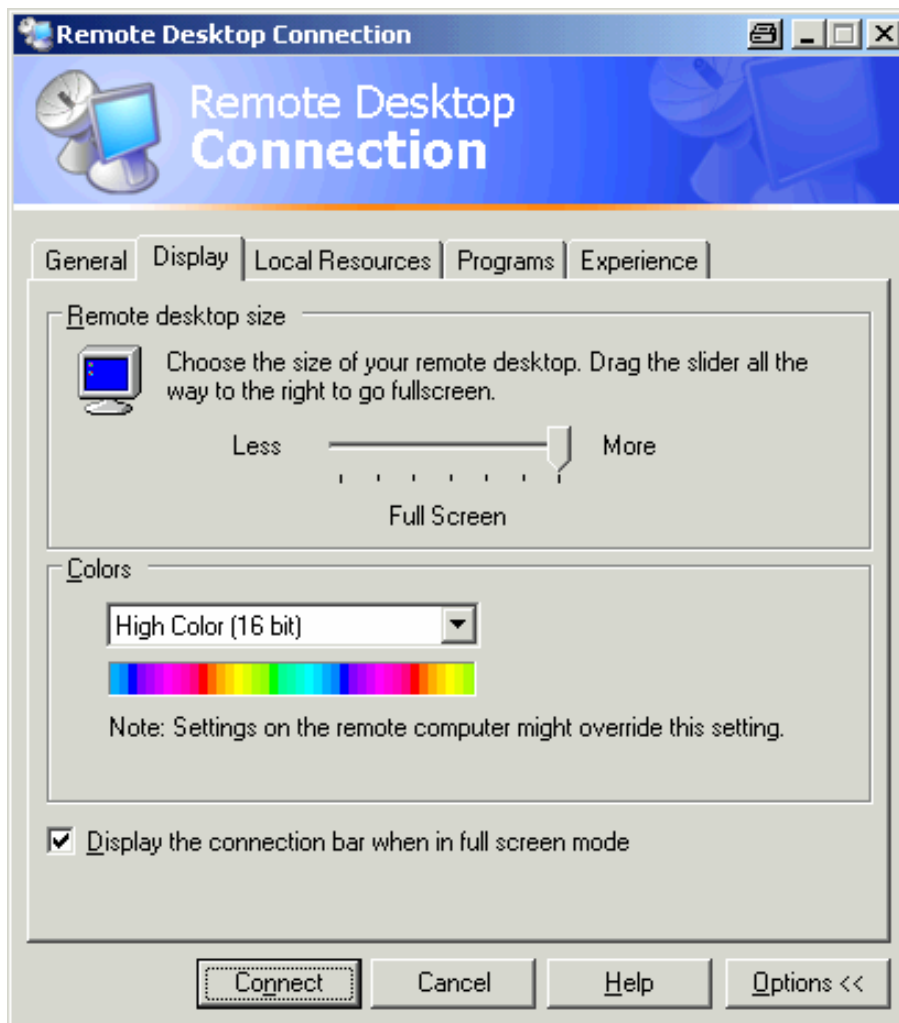 Remote Desktop Connection
Remote Desktop
Connection
General Display Local Resources Programs Experience
Remote desktop size
Choose the size of your remote desktop. Drag the slider all the
way to the right to go fullscreen.
Less More
Full Screen
Colors
High Color (16 bit)
Note: Settings on the remote computer might override this setting.
Display the connection bar when in full screen mode
Connect Cancel Help Options <<